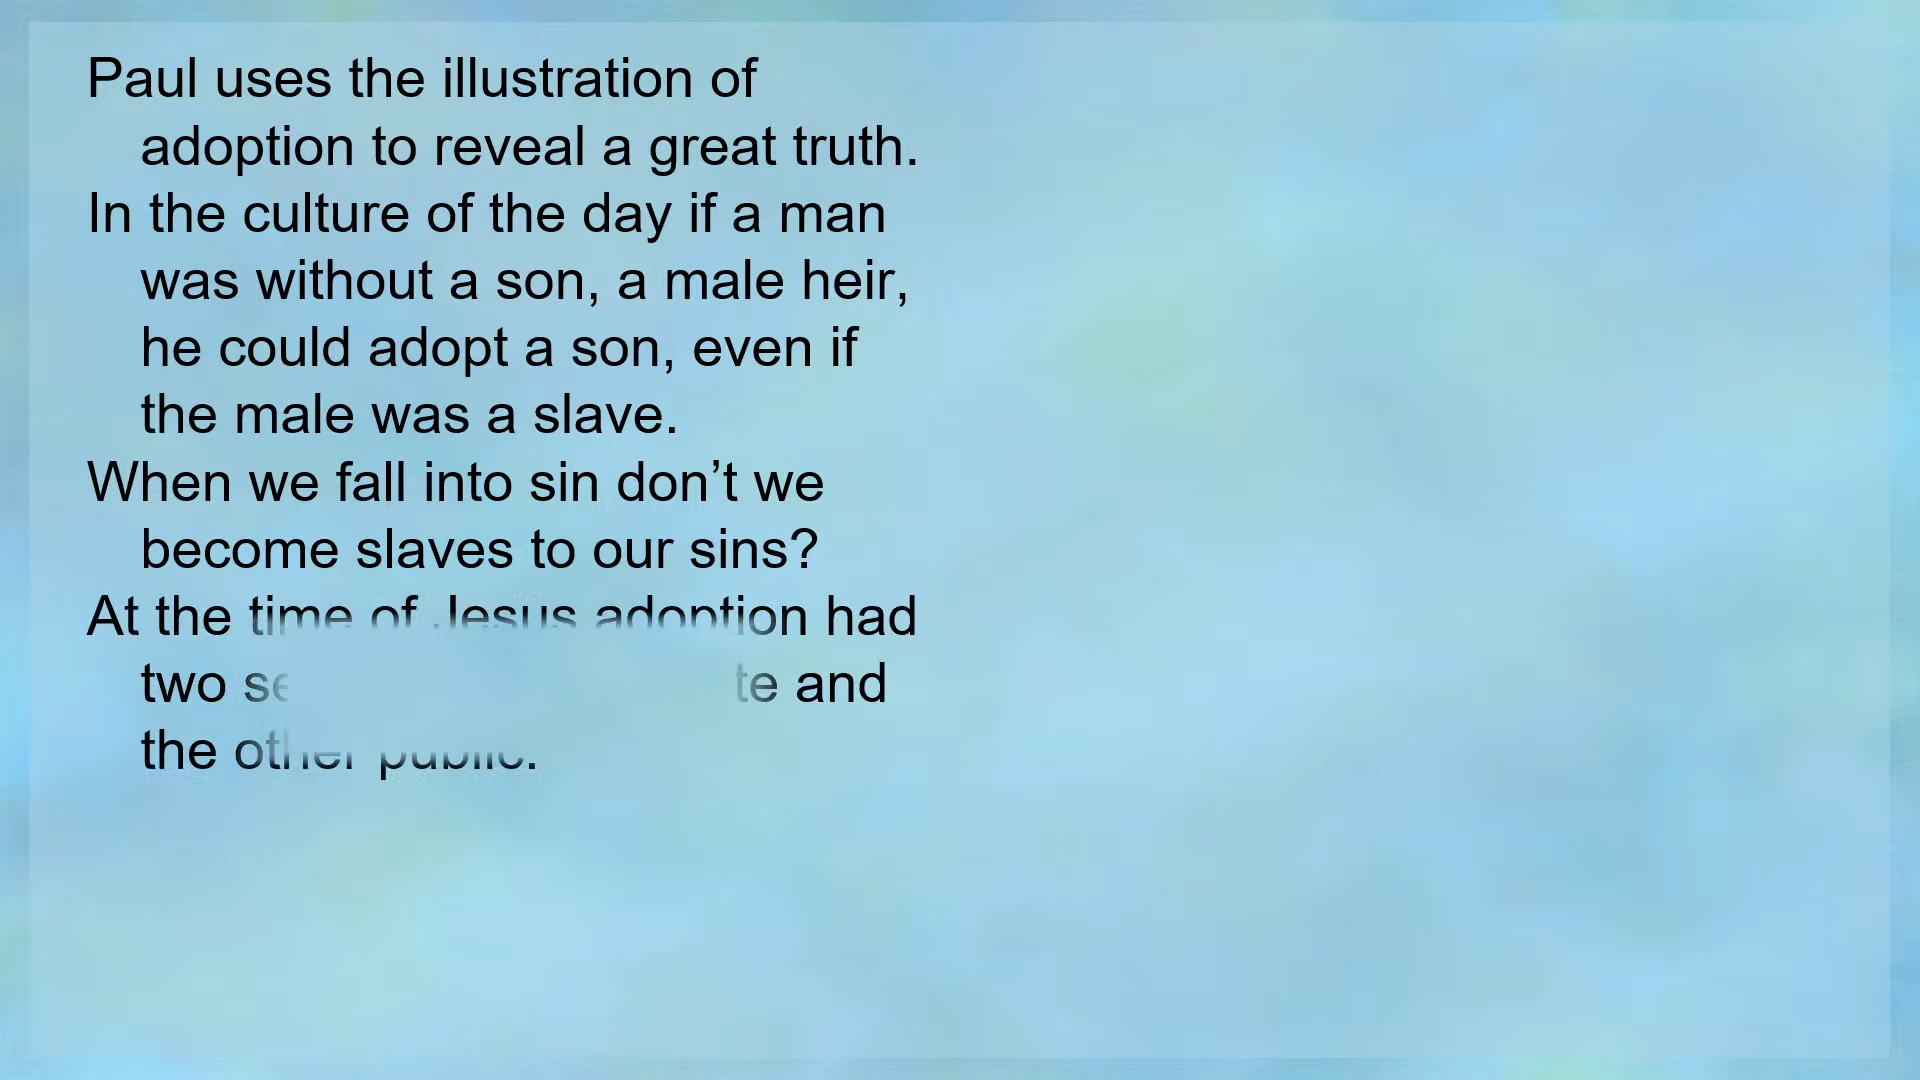 Paul uses the illustration of
adoption to reveal a great truth.
In the culture of the day if a man
was without a son, a male heir,
he could adopt a son, even if
the male was a slave.
When we fall into sin don’t we
become slaves to our sins?
At the time of Jesus adoption had
two and
the other public.